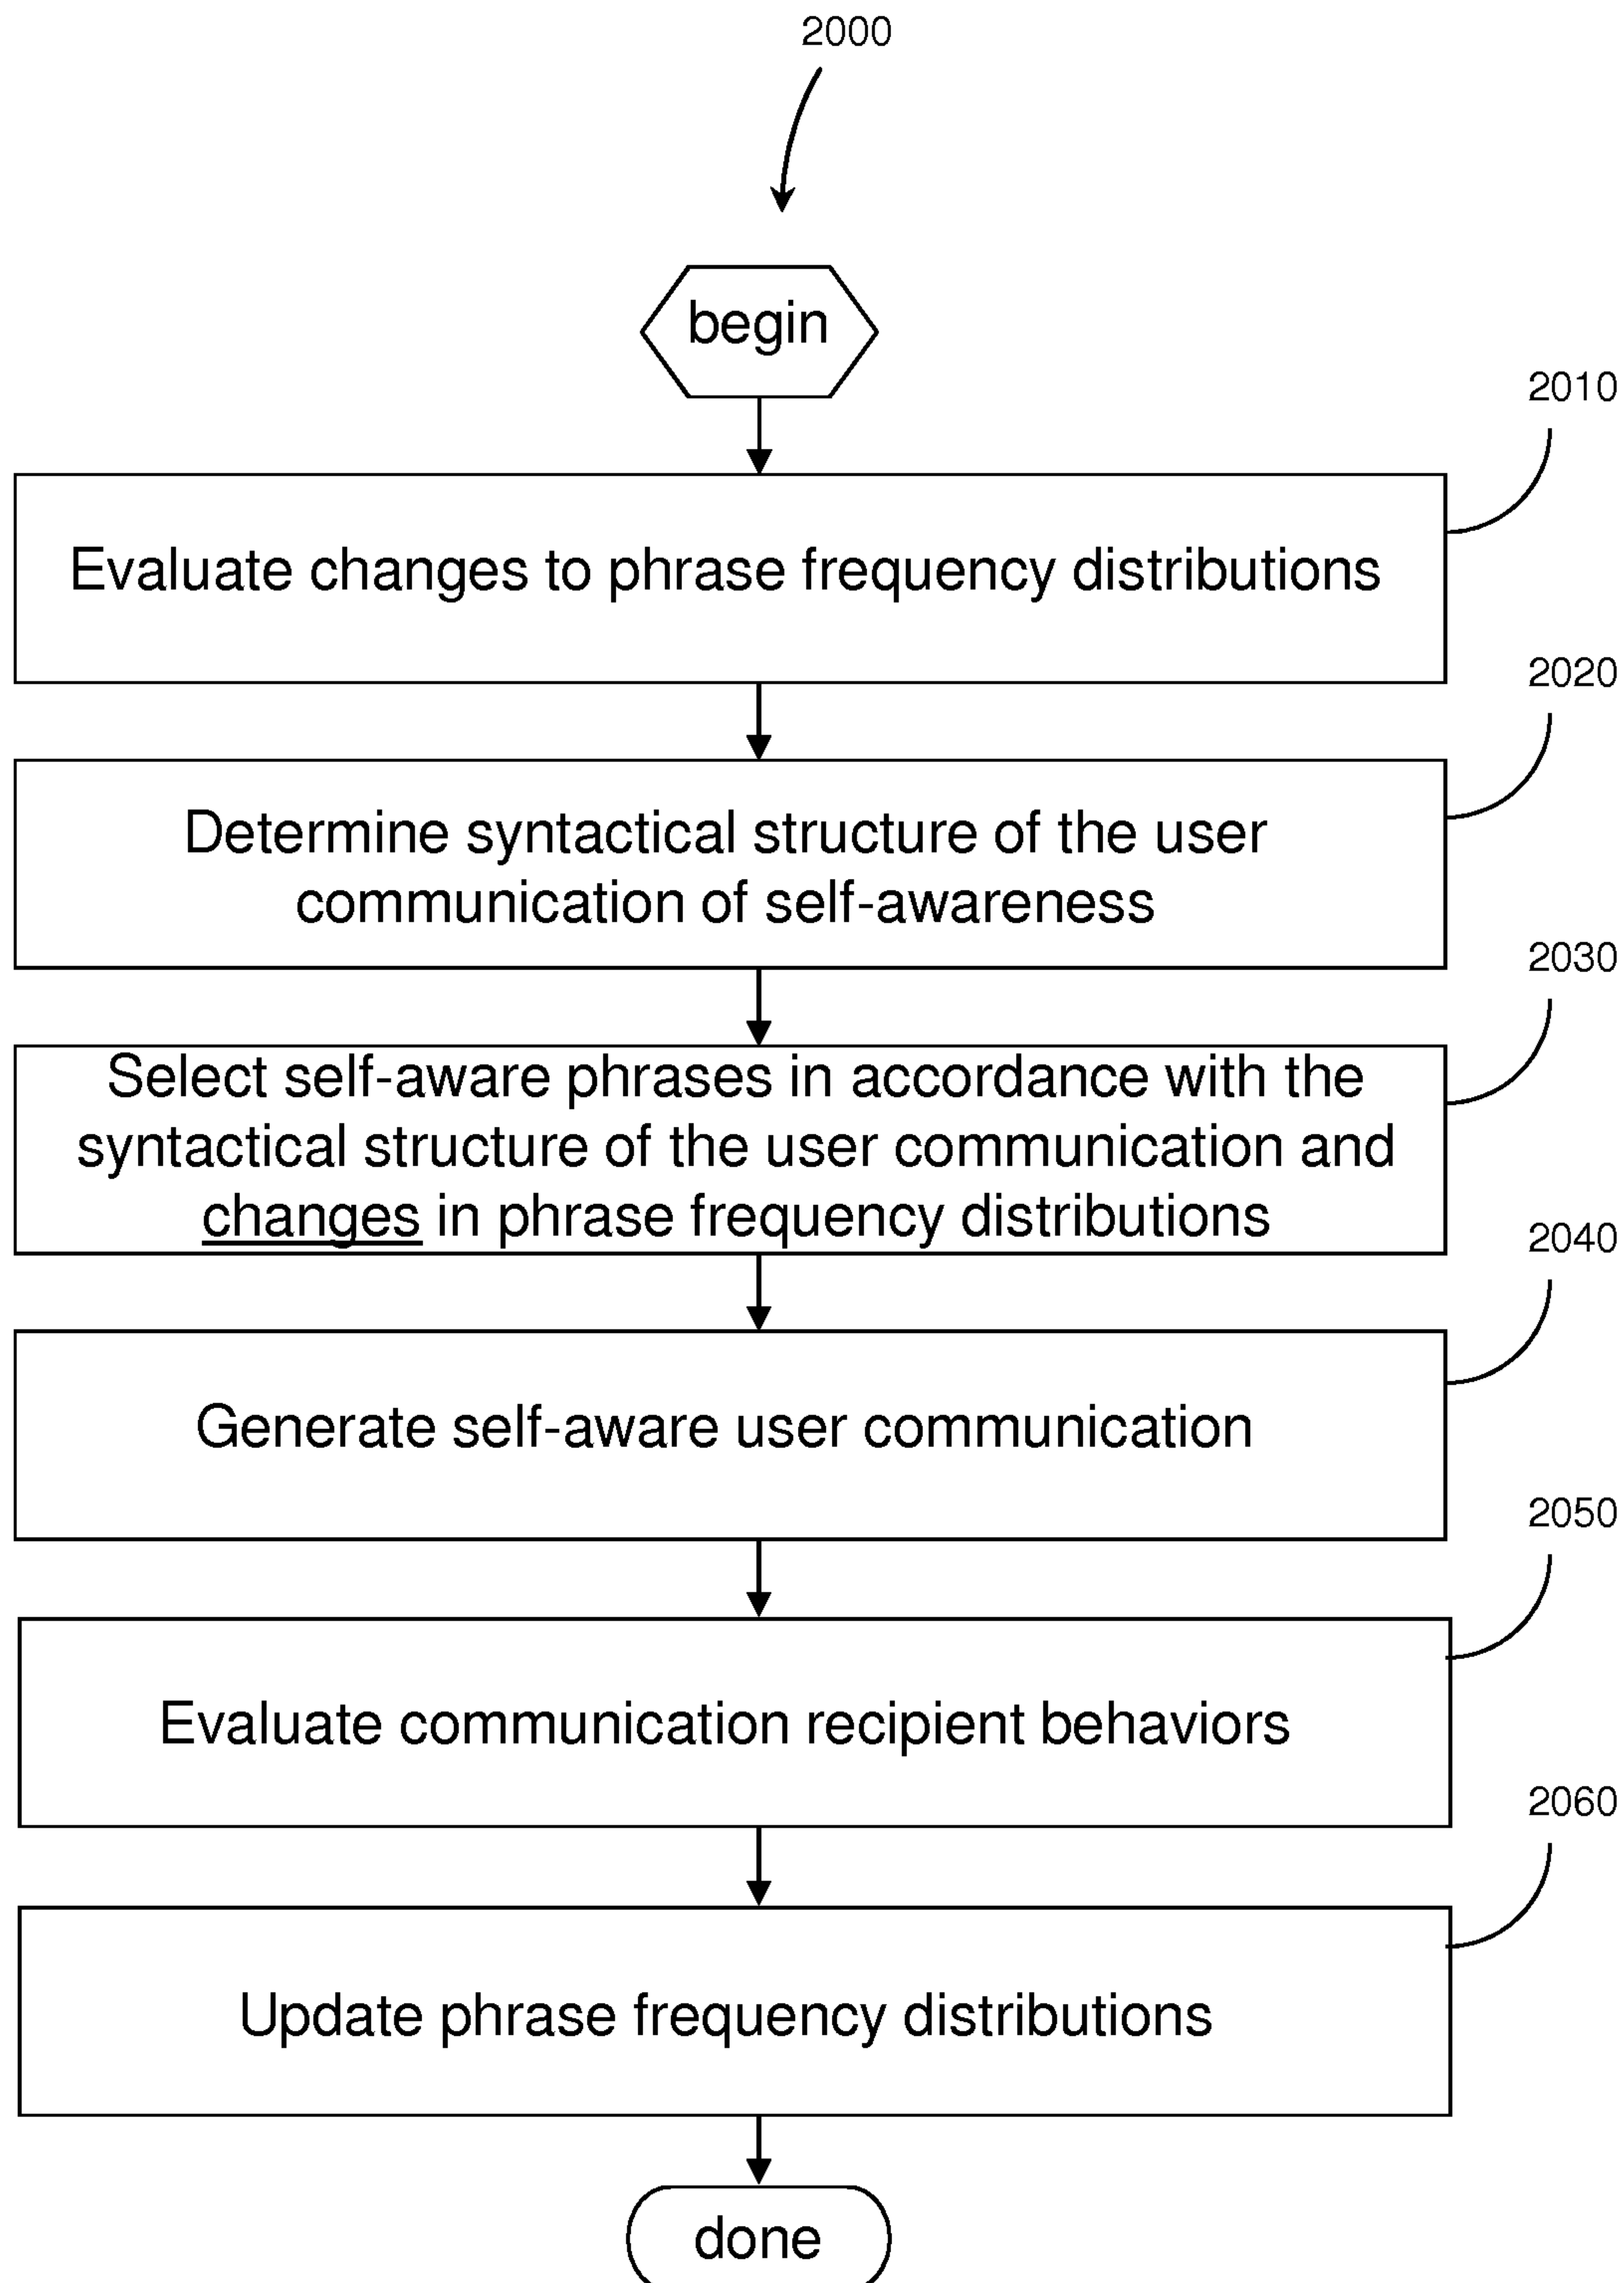 2000
begin
2010
Evaluate changes to phrase frequency distributions
2020
Determine syntactical structure of the user
communication of self-awareness
2030
Select self-aware phrases in accordance with the
syntactical structure of the user communication and
changes in phrase frequency distributions
2040
Generate self-aware user communication
2050
Evaluate communication recipient behaviors
2060
Update phrase frequency distributions
done